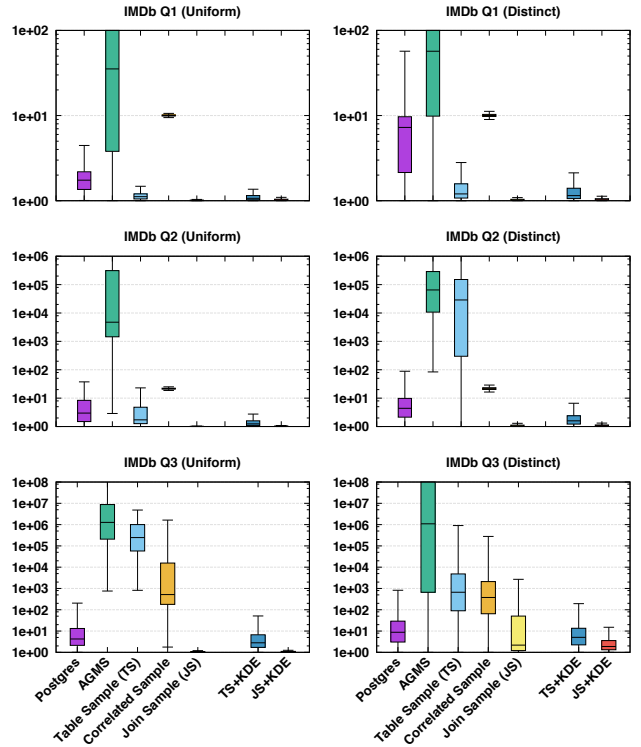 IMDb Q1 (Uniform)
1e+02
1e+01
1e+00
IMDb Q1 (Distinct)
1e+02
1e+01
1e+00
IMDb Q2 (Uniform)
1e+06
1e+05
1e+04
1e+03
1e+02
1e+01
1e+00
IMDb Q2 (Distinct)
1e+06
1e+05
1e+04
1e+03
1e+02
1e+01
1e+00
IMDb Q3 (Uniform)
1e+08
1e+07
1e+06
1e+05
1e+04
1e+03
1e+02
1e+01
1e+00
Postgres
AGMS
Table Sample (TS)
Correlated Sample
Join Sample (JS)
TS+KDE
JS+KDE
IMDb Q3 (Distinct)
1e+08
1e+07
1e+06
1e+05
1e+04
1e+03
1e+02
1e+01
1e+00
Postgres
AGMS
Table Sample (TS)
Correlated Sample
Join Sample (JS)
TS+KDE
JS+KDE